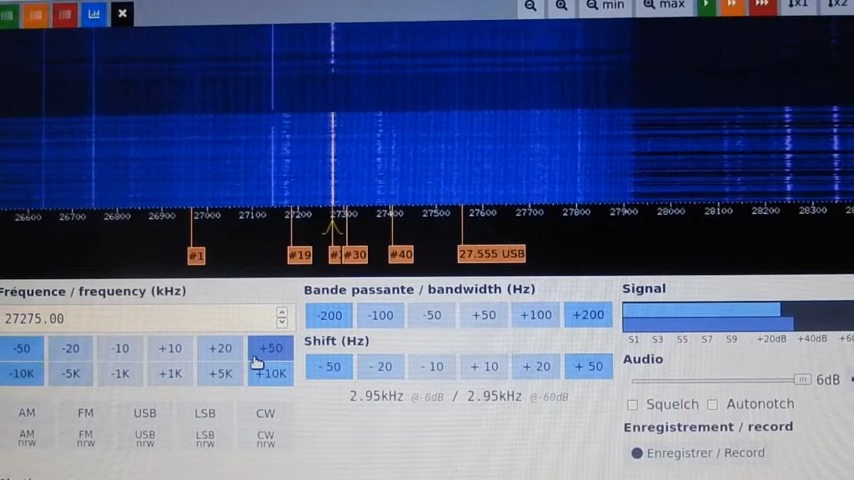 min max x1 x2
26600 26700 26800 26900 27000 27100 27200 27300 27400 27500 27600 27700 27800 27900 28000 28100 28200 28300
#1 #19 #30 #40 27.555 USB
Fréquence / frequency (kHz) Bande passante / bandwidth (Hz) Signal
27275.00 -200 -100 -50 +50 +100 +200
S1 S3 S5 S7 S9 +20dB +40dB
-50 -20 -10 +10 +20 +50 Shift (Hz) Audio
-10K -5K -1K +1K +5K +10K - 50 - 20 - 10 + 10 + 20 + 50 6dB
2.95kHz @-6dB / 2.95kHz @-60dB Squelch Autonotch
AM FM USB LSB CW Enregistrement / record
AM nrw FM nrw USB nrw LSB nrw CW nrw Enregistrer / Record